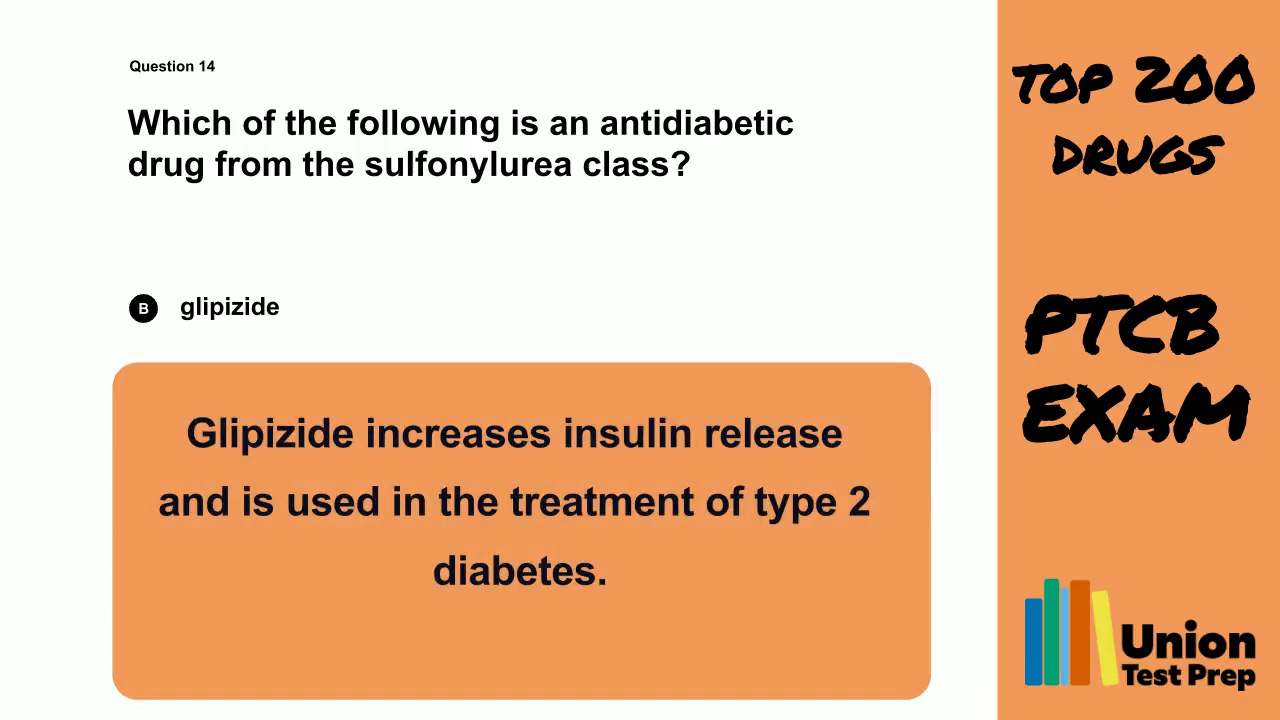 Question 14
Which of the following is an antidiabetic
drug from the sulfonylurea class?
B glipizide
Glipizide increases insulin release
and is used in the treatment of type 2
diabetes.
TOP 200
DRUGS
PTCB
EXAM
Union
Test Prep